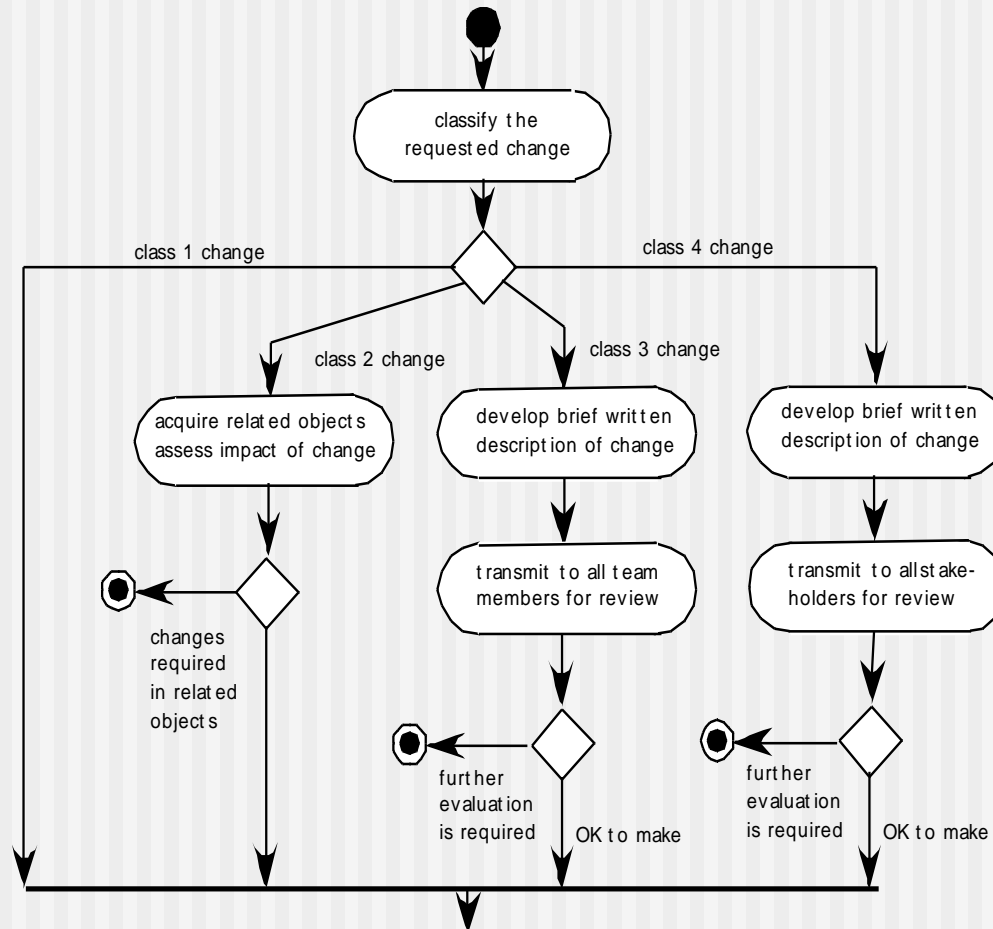 classify the
requested change
class 1 change
class 4 change
class 2 change
class 3 change
acquire related objects
assess impact of change
develop brief written
description of change
develop brief written
description of change
transmit to all team
members for review
transmit to allstake-
holders for review
changes
required
in related
objects
further
evaluation
is required
OK to make
further
evaluation
is required
OK to make